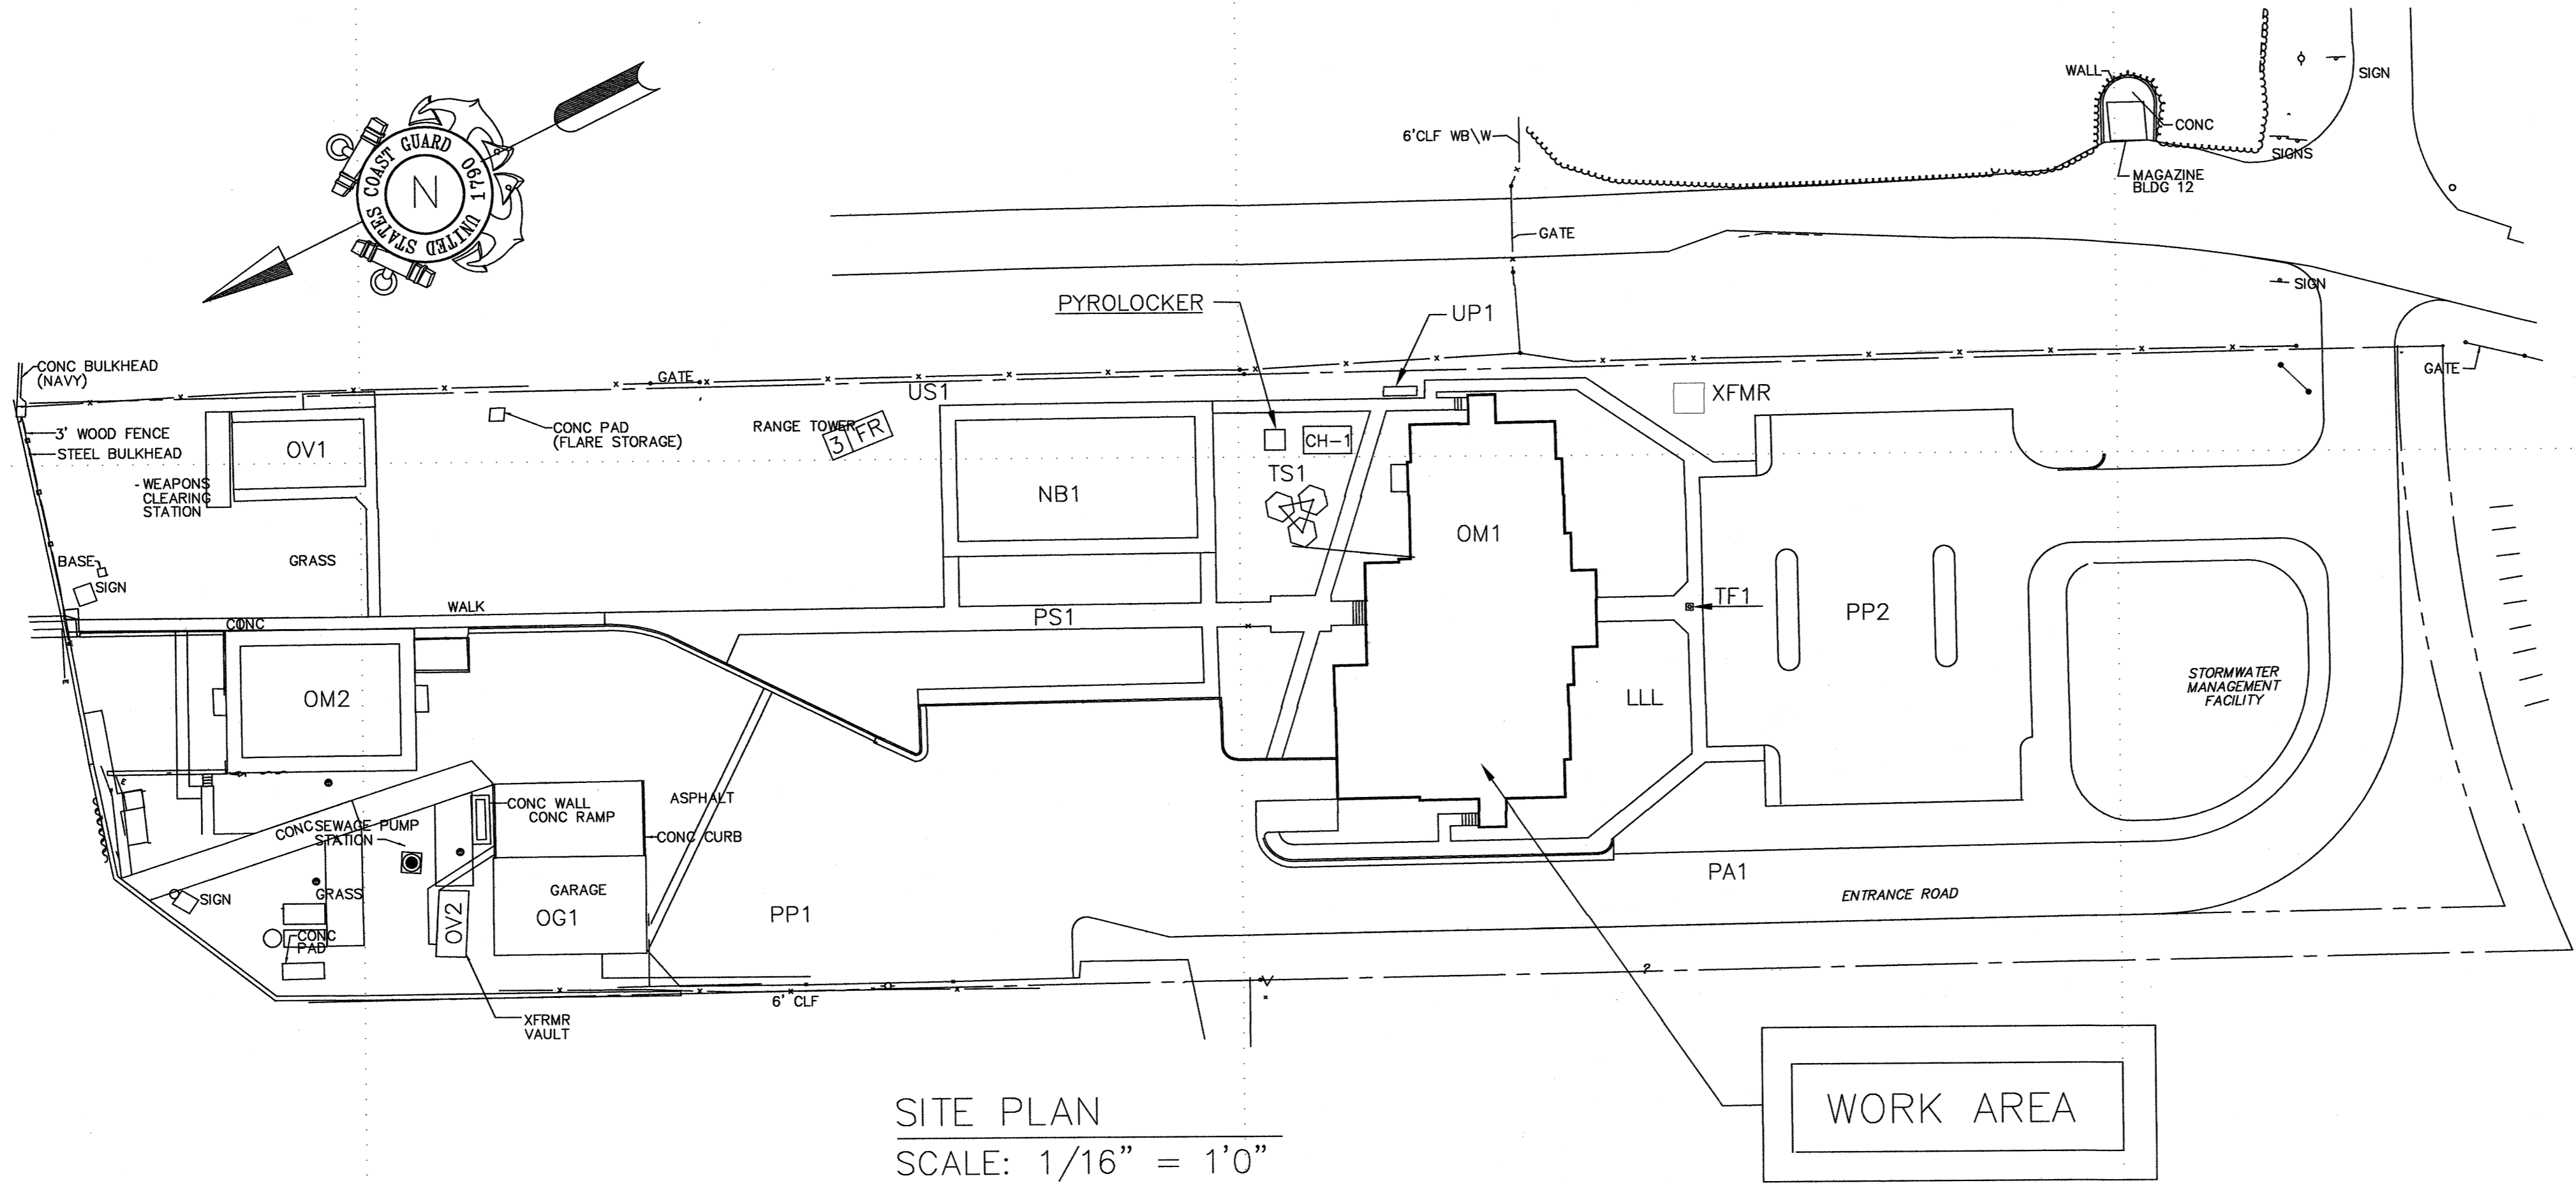 UNITED STATES COAST GUARD 1790
N
WALL
CONC
SIGN
SIGNS
MAGAZINE
BLDG 12
6'CLF WB\W
GATE
SIGN
PYROLOCKER
UP1
CONC BULKHEAD
(NAVY)
GATE
US1
XFMR
GATE
3' WOOD FENCE
STEEL BULKHEAD
OV1
CONC PAD
(FLARE STORAGE)
RANGE TOWER
3 FR
CH-1
- WEAPONS
CLEARING
STATION
NB1
TS1
OM1
BASE
SIGN
GRASS
WALK
CONC
PS1
TF1
PP2
OM2
LLL
STORMWATER
MANAGEMENT
FACILITY
CONC WALL
CONC RAMP
ASPHALT
CONC
SEWAGE PUMP
STATION
CONC CURB
SIGN
GRASS
GARAGE
OV2
OG1
PP1
PA1
ENTRANCE ROAD
CONC
PAD
6' CLF
?
XFRMR
VAULT
WORK AREA
SITE PLAN
SCALE: 1/16" = 1'0"